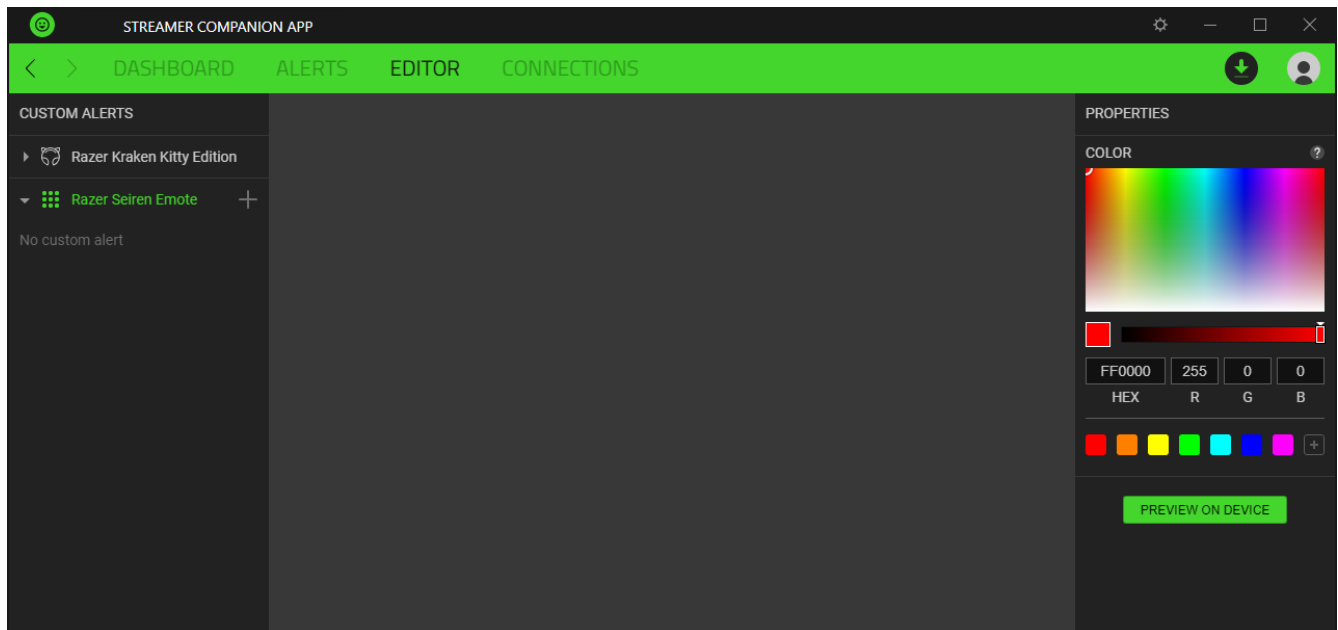 STREAMER COMPANION APP
DASHBOARD ALERTS EDITOR CONNECTIONS
CUSTOM ALERTS
Razer Kraken Kitty Edition
Razer Seiren Emote
No custom alert
PROPERTIES
COLOR ?
FF0000 255 0 0
HEX R G B
PREVIEW ON DEVICE